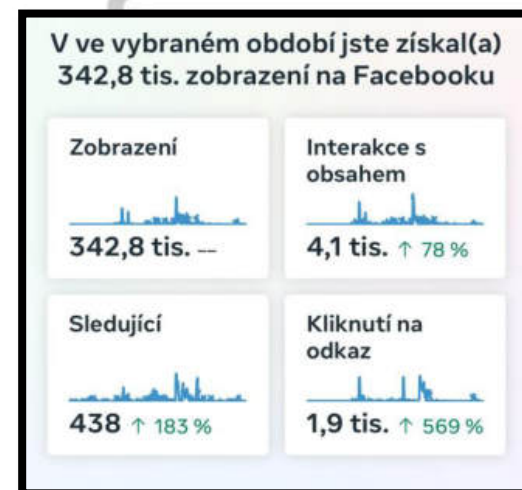 V ve vybraném období jste získal(a)
342,8 tis. zobrazení na Facebooku
Zobrazení
342,8 tis. --
Interakce s
obsahem
4,1 tis. ↑ 78 %
Sledující
438 ↑ 183 %
Kliknutí na
odkaz
1,9 tis. ↑ 569 %